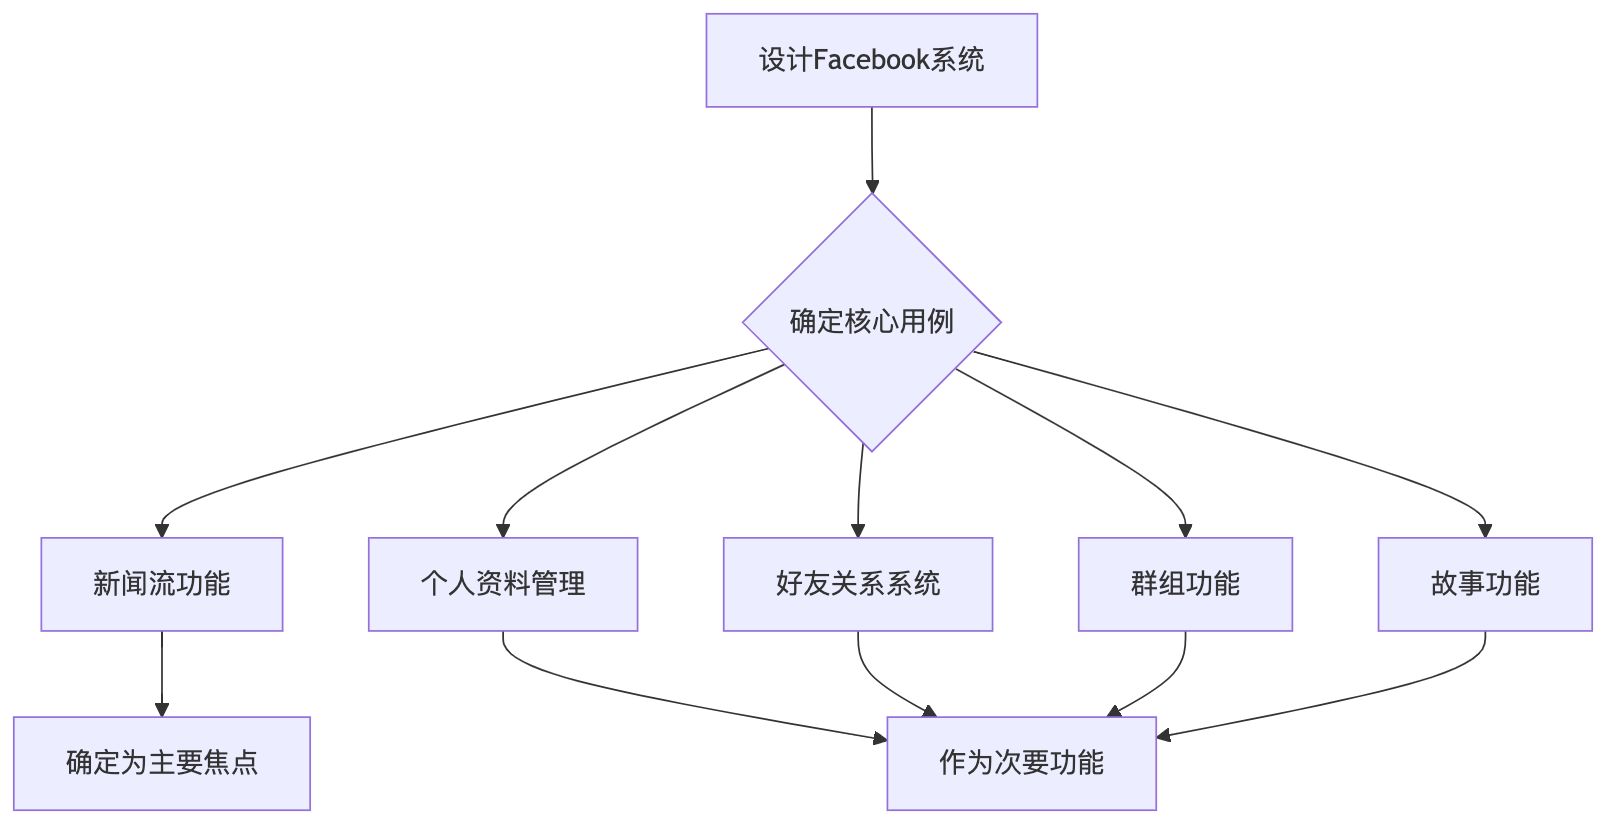 设计Facebook系统
确定核心用例
新闻流功能
个人资料管理
好友关系系统
群组功能
故事功能
确定为主要焦点
作为次要功能